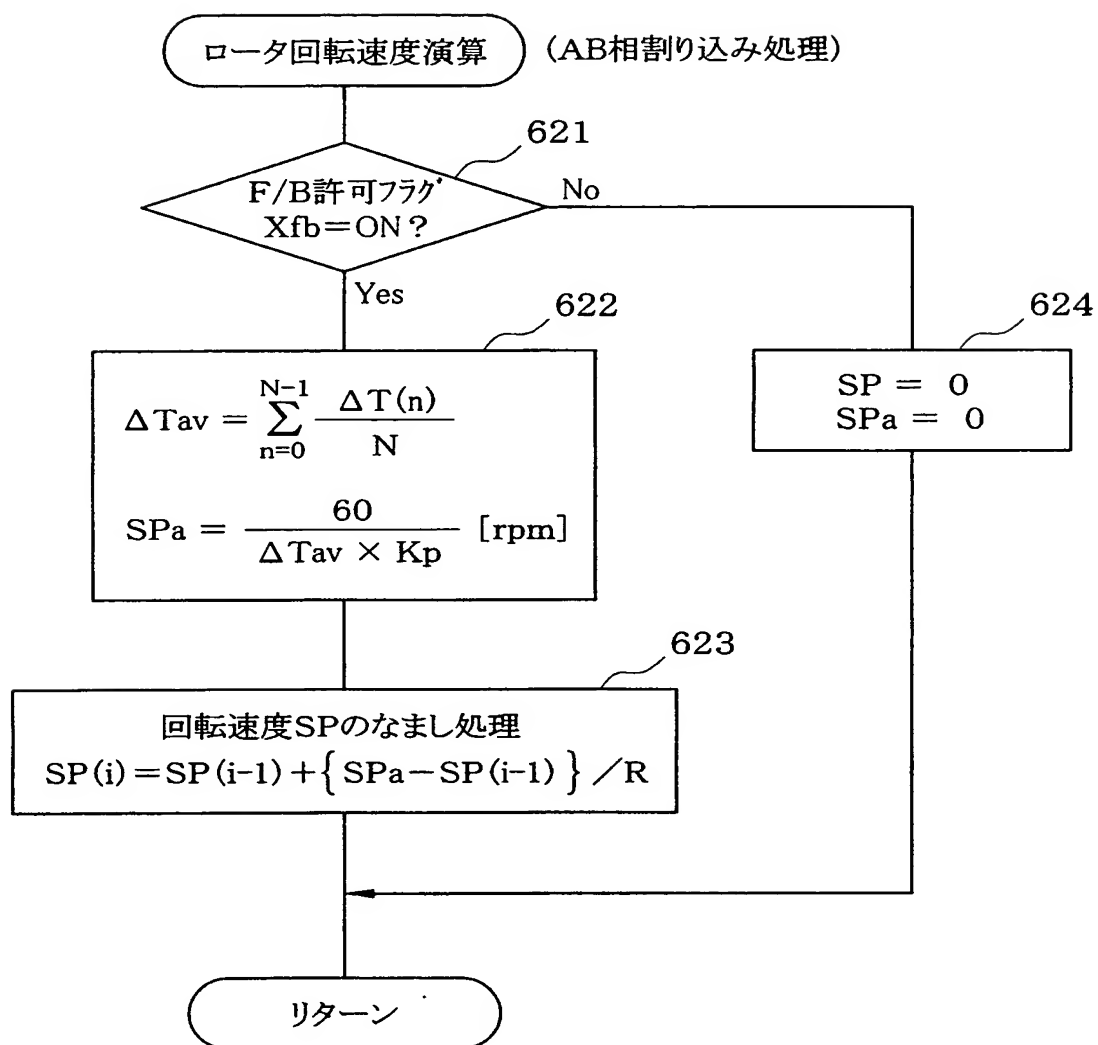 ロータ回転速度演算 (AB相割り込み処理)
621
F/B許可フラグ
Xfb=ON?
No
Yes
622
ΔTav = N-1 Σ n=0 ΔT(n) / N
SPa = 60 / ΔTav × Kp [rpm]
624
SP = 0
SPa = 0
623
回転速度SPのなまし処理
SP(i)=SP(i-1)+{SPa-SP(i-1)}/R
リターン